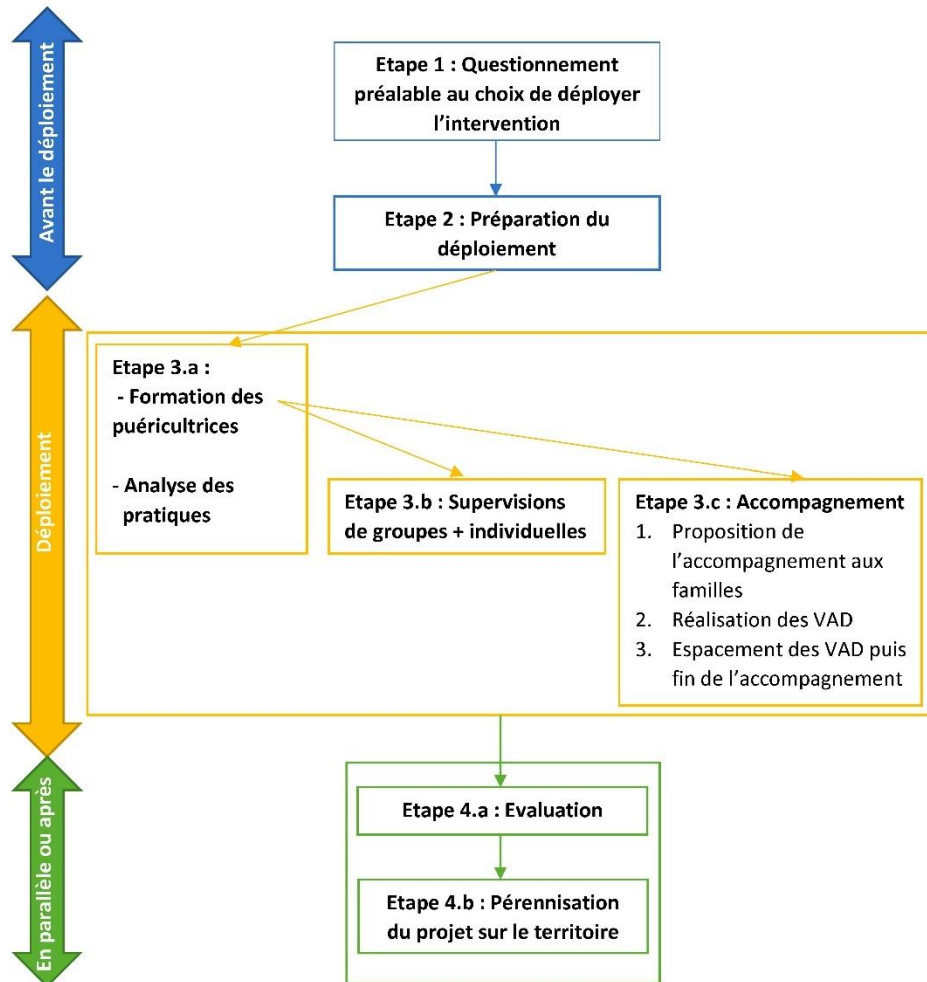 Avant le déploiement
Etape 1 : Questionnement
préalable au choix de déployer
l'intervention
Etape 2 : Préparation du
déploiement
Déploiement
Etape 3.a :
- Formation des
puéricultrices
- Analyse des
pratiques
Etape 3.b : Supervisions
de groupes + individuelles
Etape 3.c : Accompagnement
1. Proposition de
l'accompagnement aux
familles
2. Réalisation des VAD
3. Espacement des VAD puis
fin de l'accompagnement
En parallèle ou après
Etape 4.a : Evaluation
Etape 4.b : Pérennisation
du projet sur le territoire